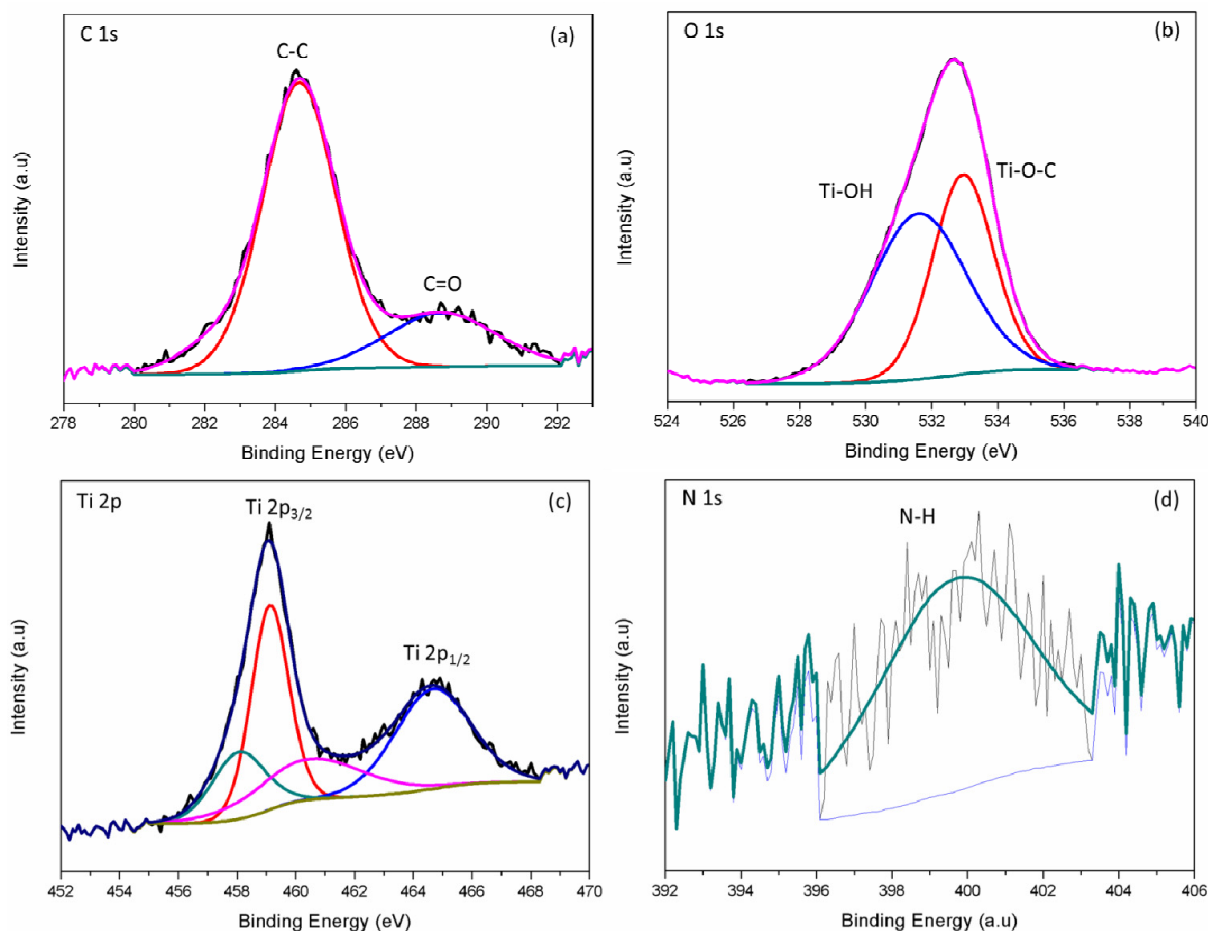 C 1s
(a)
C-C
C=O
Intensity (a.u)
278 280 282 284 286 288 290 292
Binding Energy (eV)
O 1s
(b)
Ti-OH
Ti-O-C
Intensity (a.u)
524 526 528 530 532 534 536 538 540
Binding Energy (eV)
Ti 2p
(c)
Ti 2p3/2
Ti 2p1/2
Intensity (a.u)
452 454 456 458 460 462 464 466 468 470
Binding Energy (eV)
N 1s
(d)
N-H
Intensity (a.u)
392 394 396 398 400 402 404 406
Binding Energy (a.u)